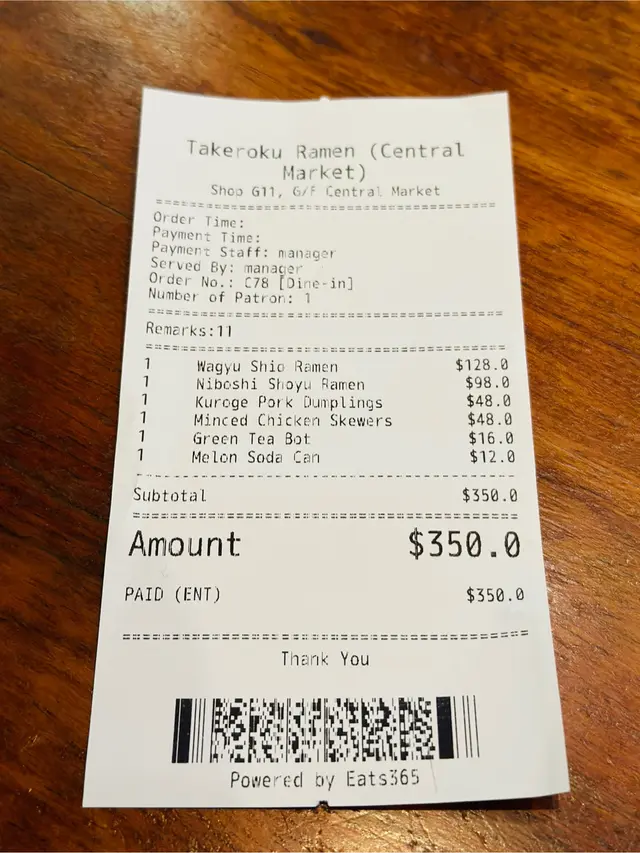 Takeroku Ramen (Central
Market)
Shop G11, G/F Central Market
Order Time:
Payment Time:
Payment Staff: manager
Served By: manager
Order No.: C78 [Dine-in]
Number of Patron: 1
Remarks:11
1 Wagyu Shio Ramen $128.0
1 Niboshi Shoyu Ramen $98.0
1 Kuroge Pork Dumplings $48.0
1 Minced Chicken Skewers $48.0
1 Green Tea Bot $16.0
1 Melon Soda Can $12.0
Subtotal $350.0
Amount $350.0
PAID (ENT) $350.0
Thank You
Powered by Eats365